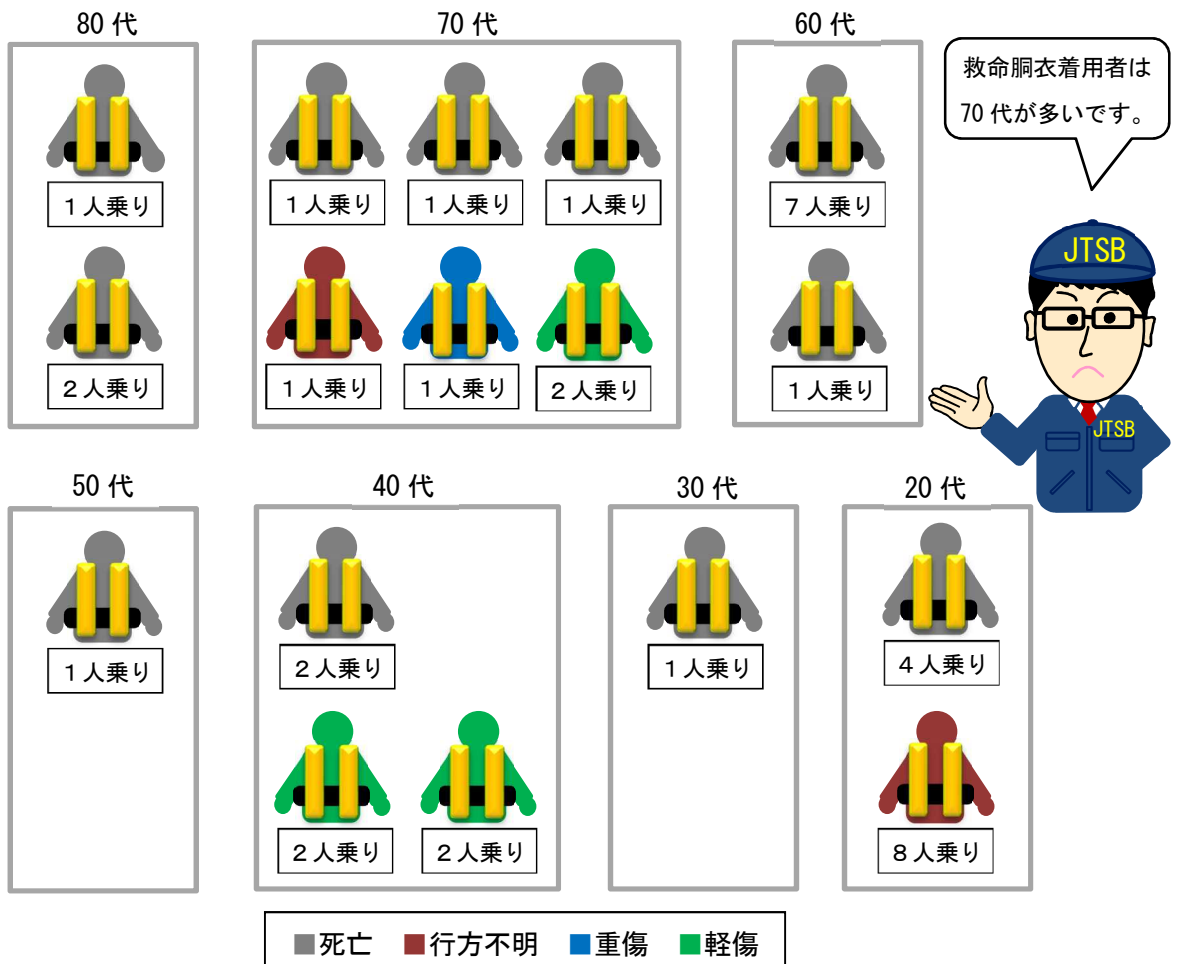 80代
70代
60代
救命胴衣着用者は
70代が多いです。
1人乗り
1人乗り
1人乗り
1人乗り
7人乗り
JTSB
2人乗り
1人乗り
1人乗り
2人乗り
1人乗り
JTSB
50代
40代
30代
20代
1人乗り
2人乗り
1人乗り
4人乗り
2人乗り
2人乗り
8人乗り
■死亡 ■行方不明 ■重傷 ■軽傷